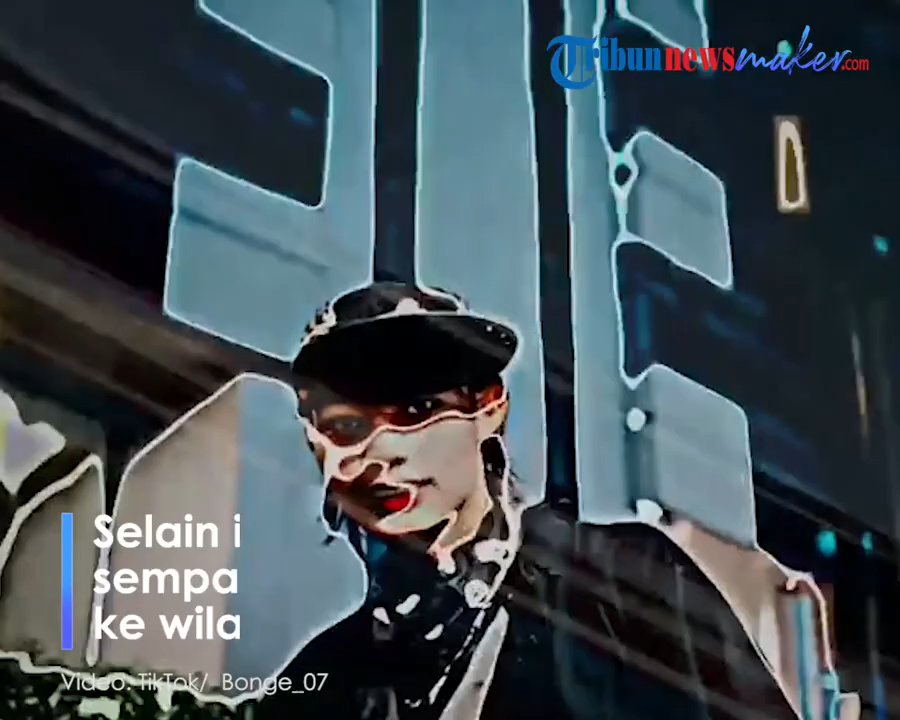 Tribunnewsmaker.com
Selain i
sempa
ke wila
Video: TikTok/ Bonge_07